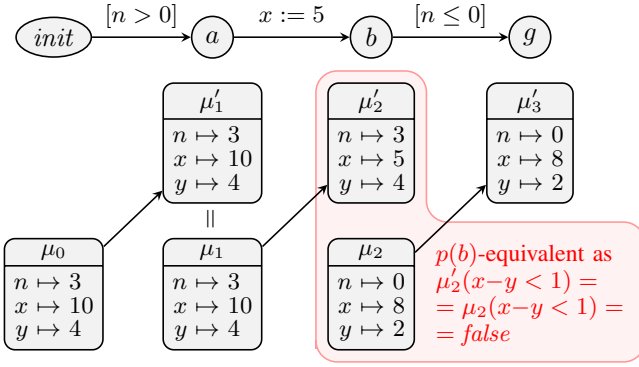 [n > 0] x := 5 [n ≤ 0]
init a b g
μ′₁ μ′₂ μ′₃
n ↦ 3 n ↦ 3 n ↦ 0
x ↦ 10 x ↦ 5 x ↦ 8
y ↦ 4 y ↦ 4 y ↦ 2
=
μ₀ μ₁ μ₂ p(b)-equivalent as
n ↦ 3 n ↦ 3 n ↦ 0 μ′₂(x−y < 1) =
x ↦ 10 x ↦ 10 x ↦ 8 = μ₂(x−y < 1) =
y ↦ 4 y ↦ 4 y ↦ 2 = false